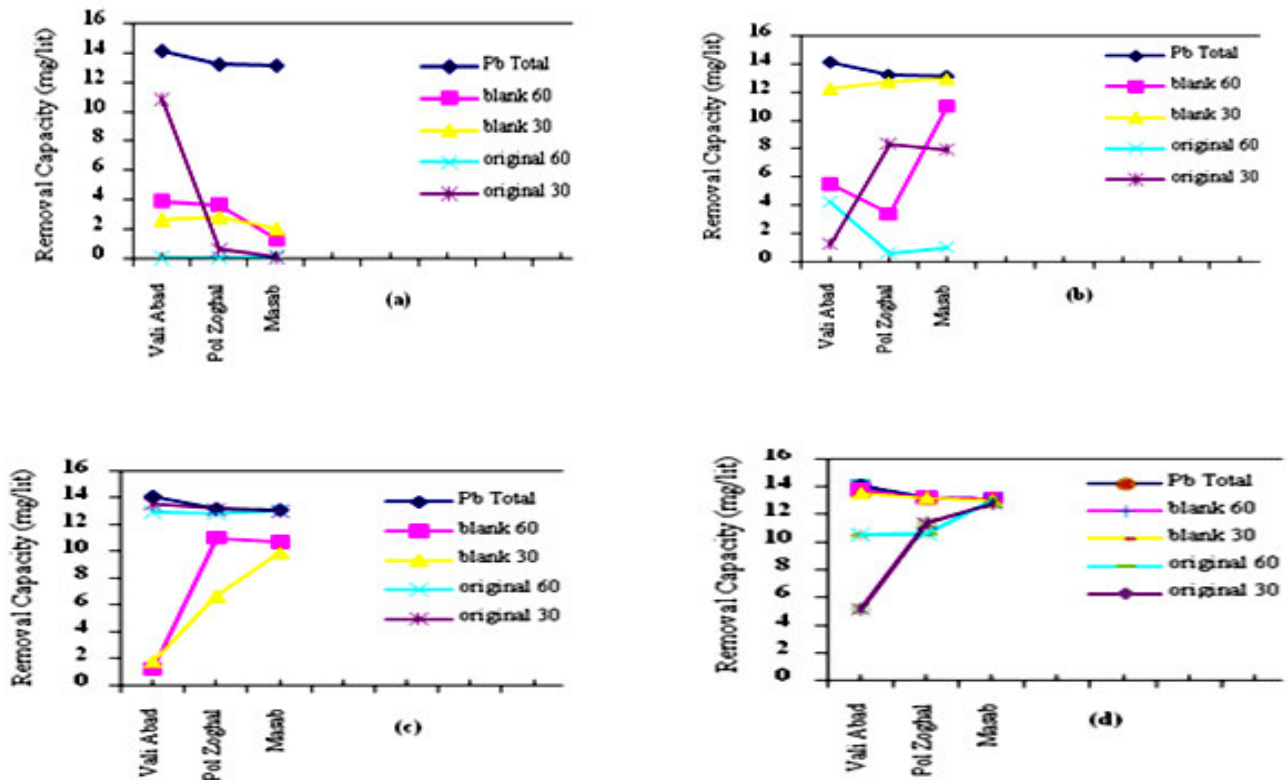 Removal Capacity (mg/lit)
16
14
12
10
8
6
4
2
0
Pb Total
blank 60
blank 30
original 60
original 30
Vali Abad
Pol Zoghal
Masab
(a)
Removal Capacity (mg/lit)
16
14
12
10
8
6
4
2
0
Pb Total
blank 60
blank 30
original 60
original 30
Vali Abad
Pol Zoghal
Masab
(b)
Removal Capacity (mg/lit)
16
14
12
10
8
6
4
2
0
Pb Total
blank 60
blank 30
original 60
original 30
Vali Abad
Pol Zoghal
Masab
(c)
Removal Capacity (mg/lit)
16
14
12
10
8
6
4
2
0
Pb Total
blank 60
blank 30
original 60
original 30
Vali Abad
Pol Zoghal
Masab
(d)